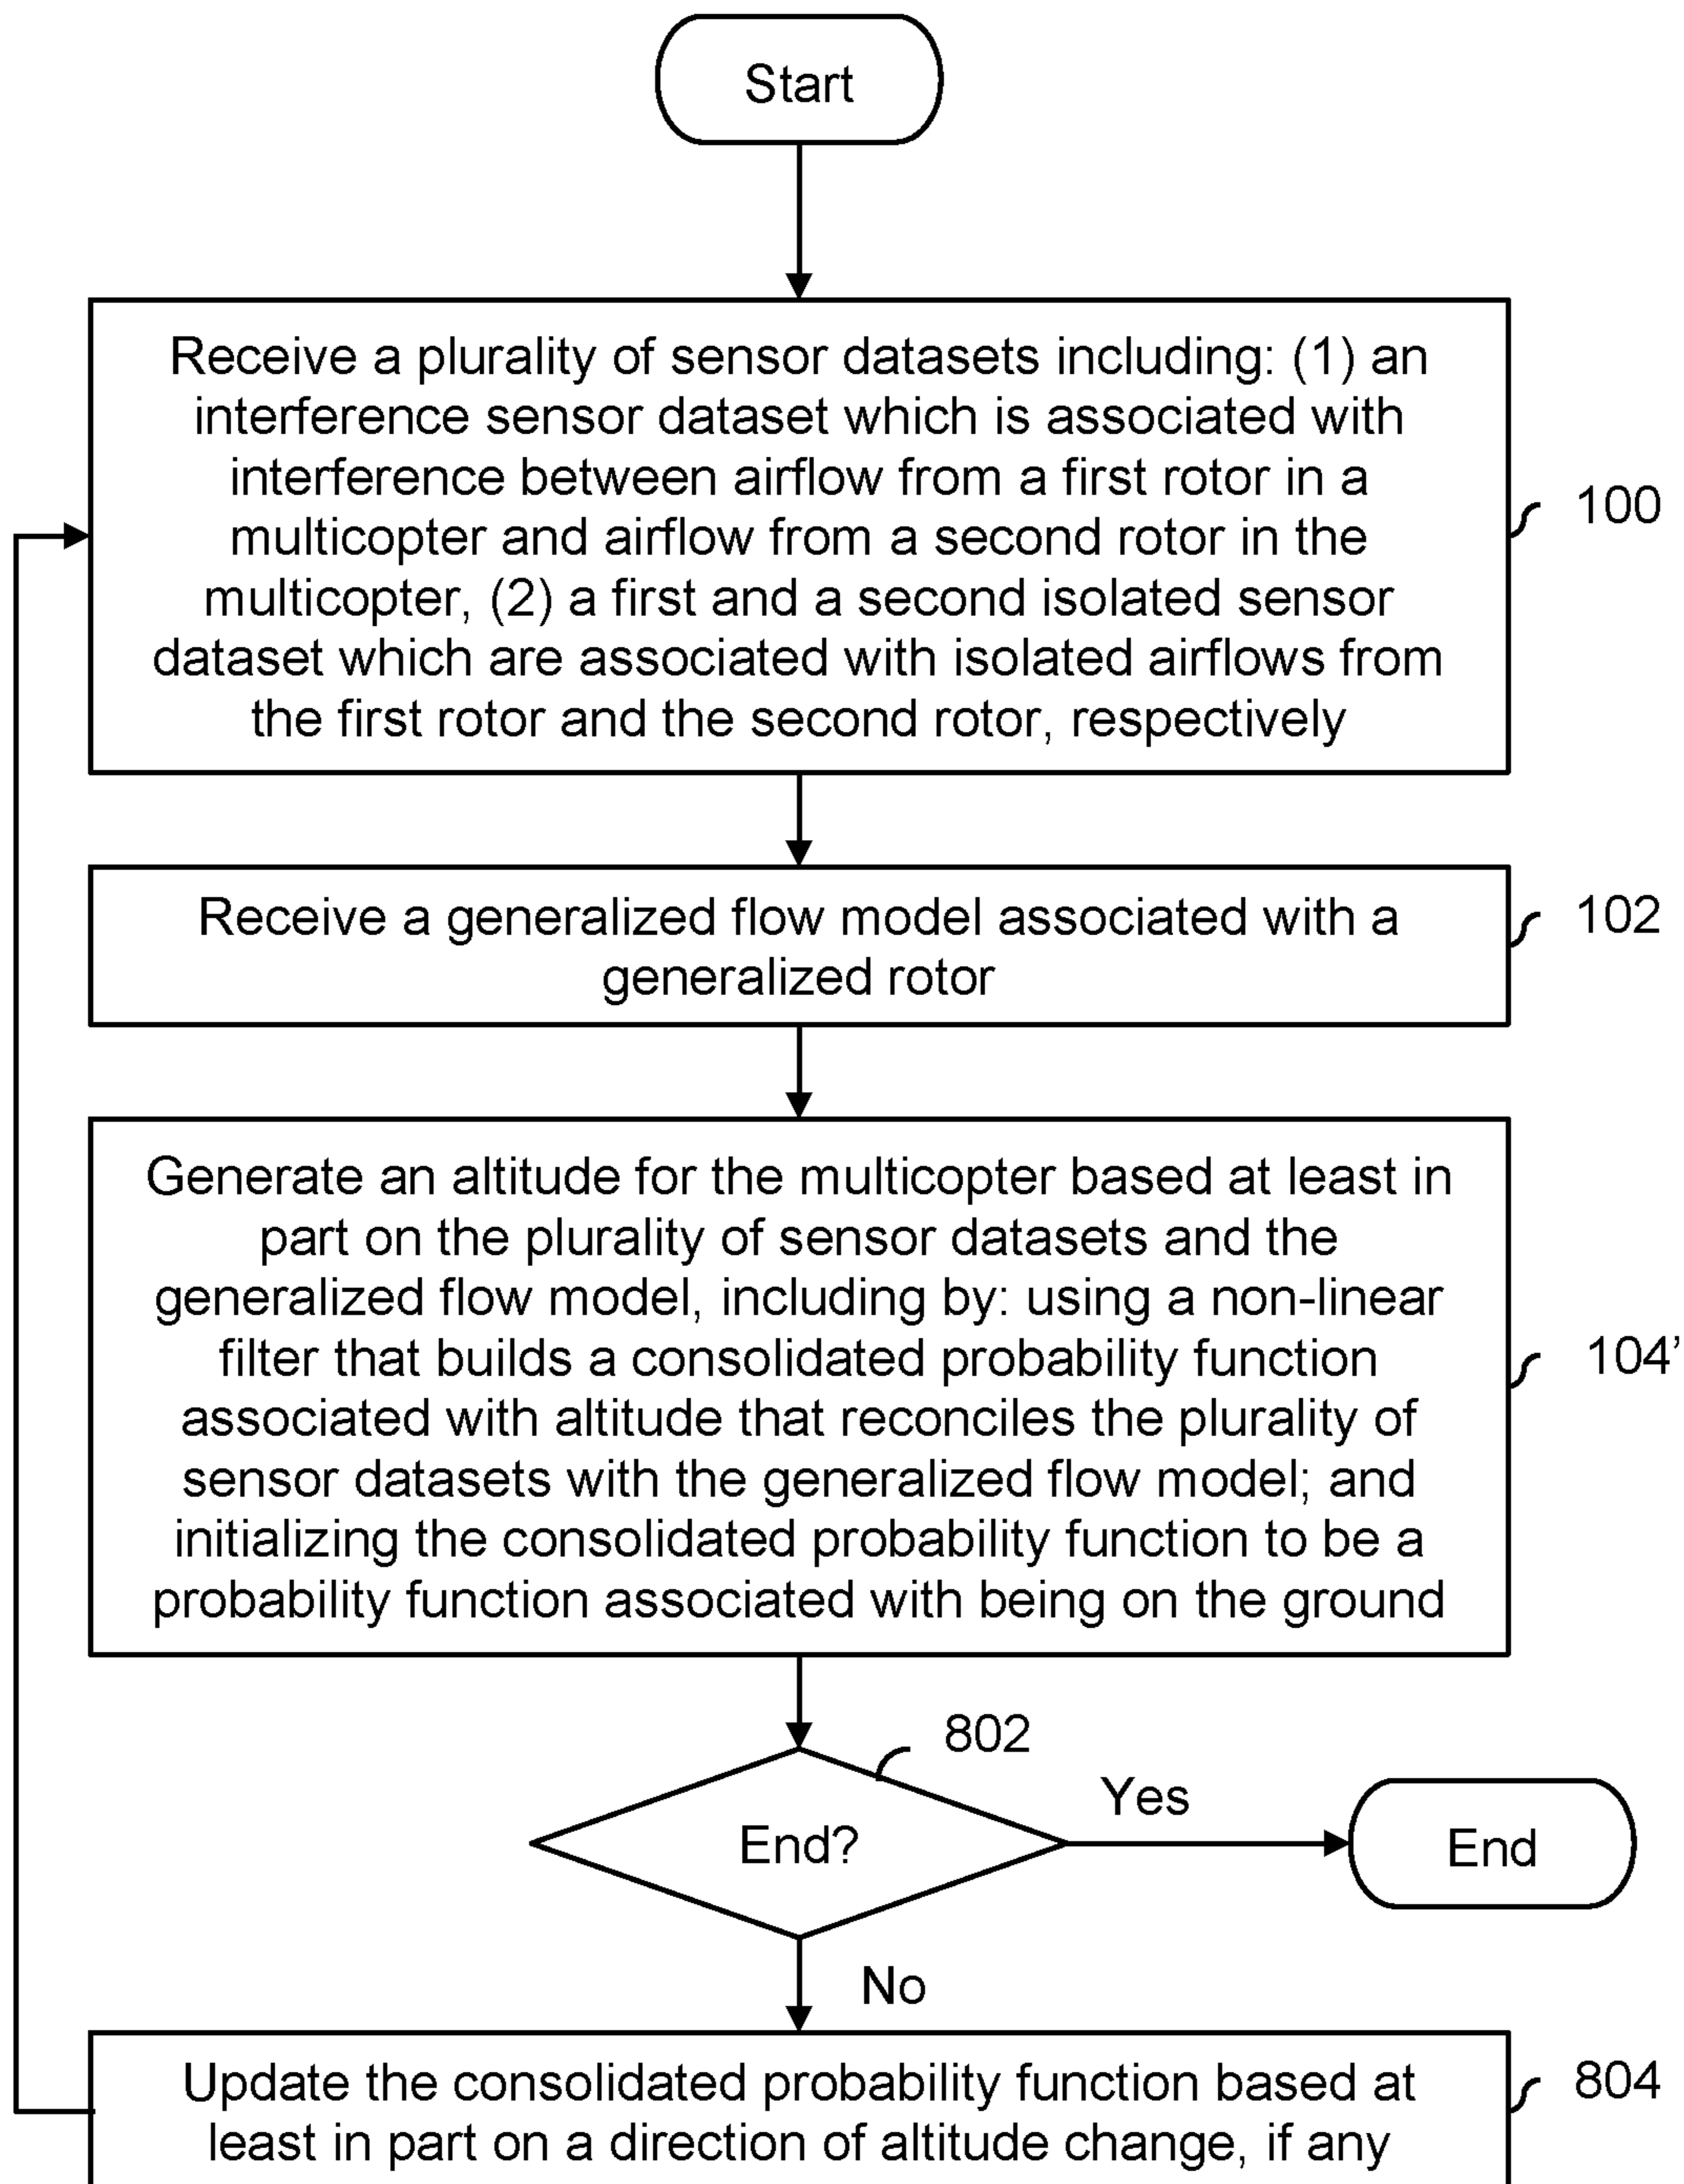 Start
Receive a plurality of sensor datasets including: (1) an
interference sensor dataset which is associated with
interference between airflow from a first rotor in a
multicopter and airflow from a second rotor in the
multicopter, (2) a first and a second isolated sensor
dataset which are associated with isolated airflows from
the first rotor and the second rotor, respectively
100
Receive a generalized flow model associated with a
generalized rotor
102
Generate an altitude for the multicopter based at least in
part on the plurality of sensor datasets and the
generalized flow model, including by: using a non-linear
filter that builds a consolidated probability function
associated with altitude that reconciles the plurality of
sensor datasets with the generalized flow model; and
initializing the consolidated probability function to be a
probability function associated with being on the ground
104’
802
End?
Yes
End
No
Update the consolidated probability function based at
least in part on a direction of altitude change, if any
804